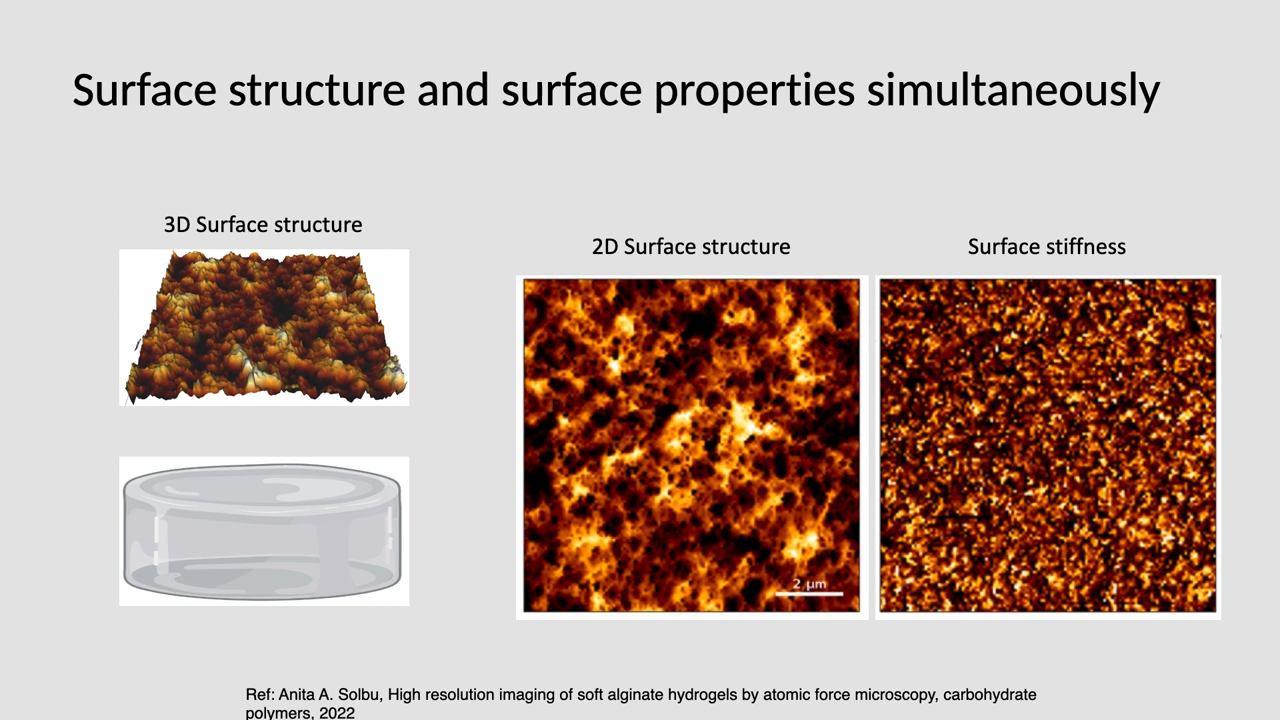 Surface structure and surface properties simultaneously
3D Surface structure
2D Surface structure
Surface stiffness
2 µm
Ref: Anita A. Solbu, High resolution imaging of soft alginate hydrogels by atomic force microscopy, carbohydrate
polymers, 2022